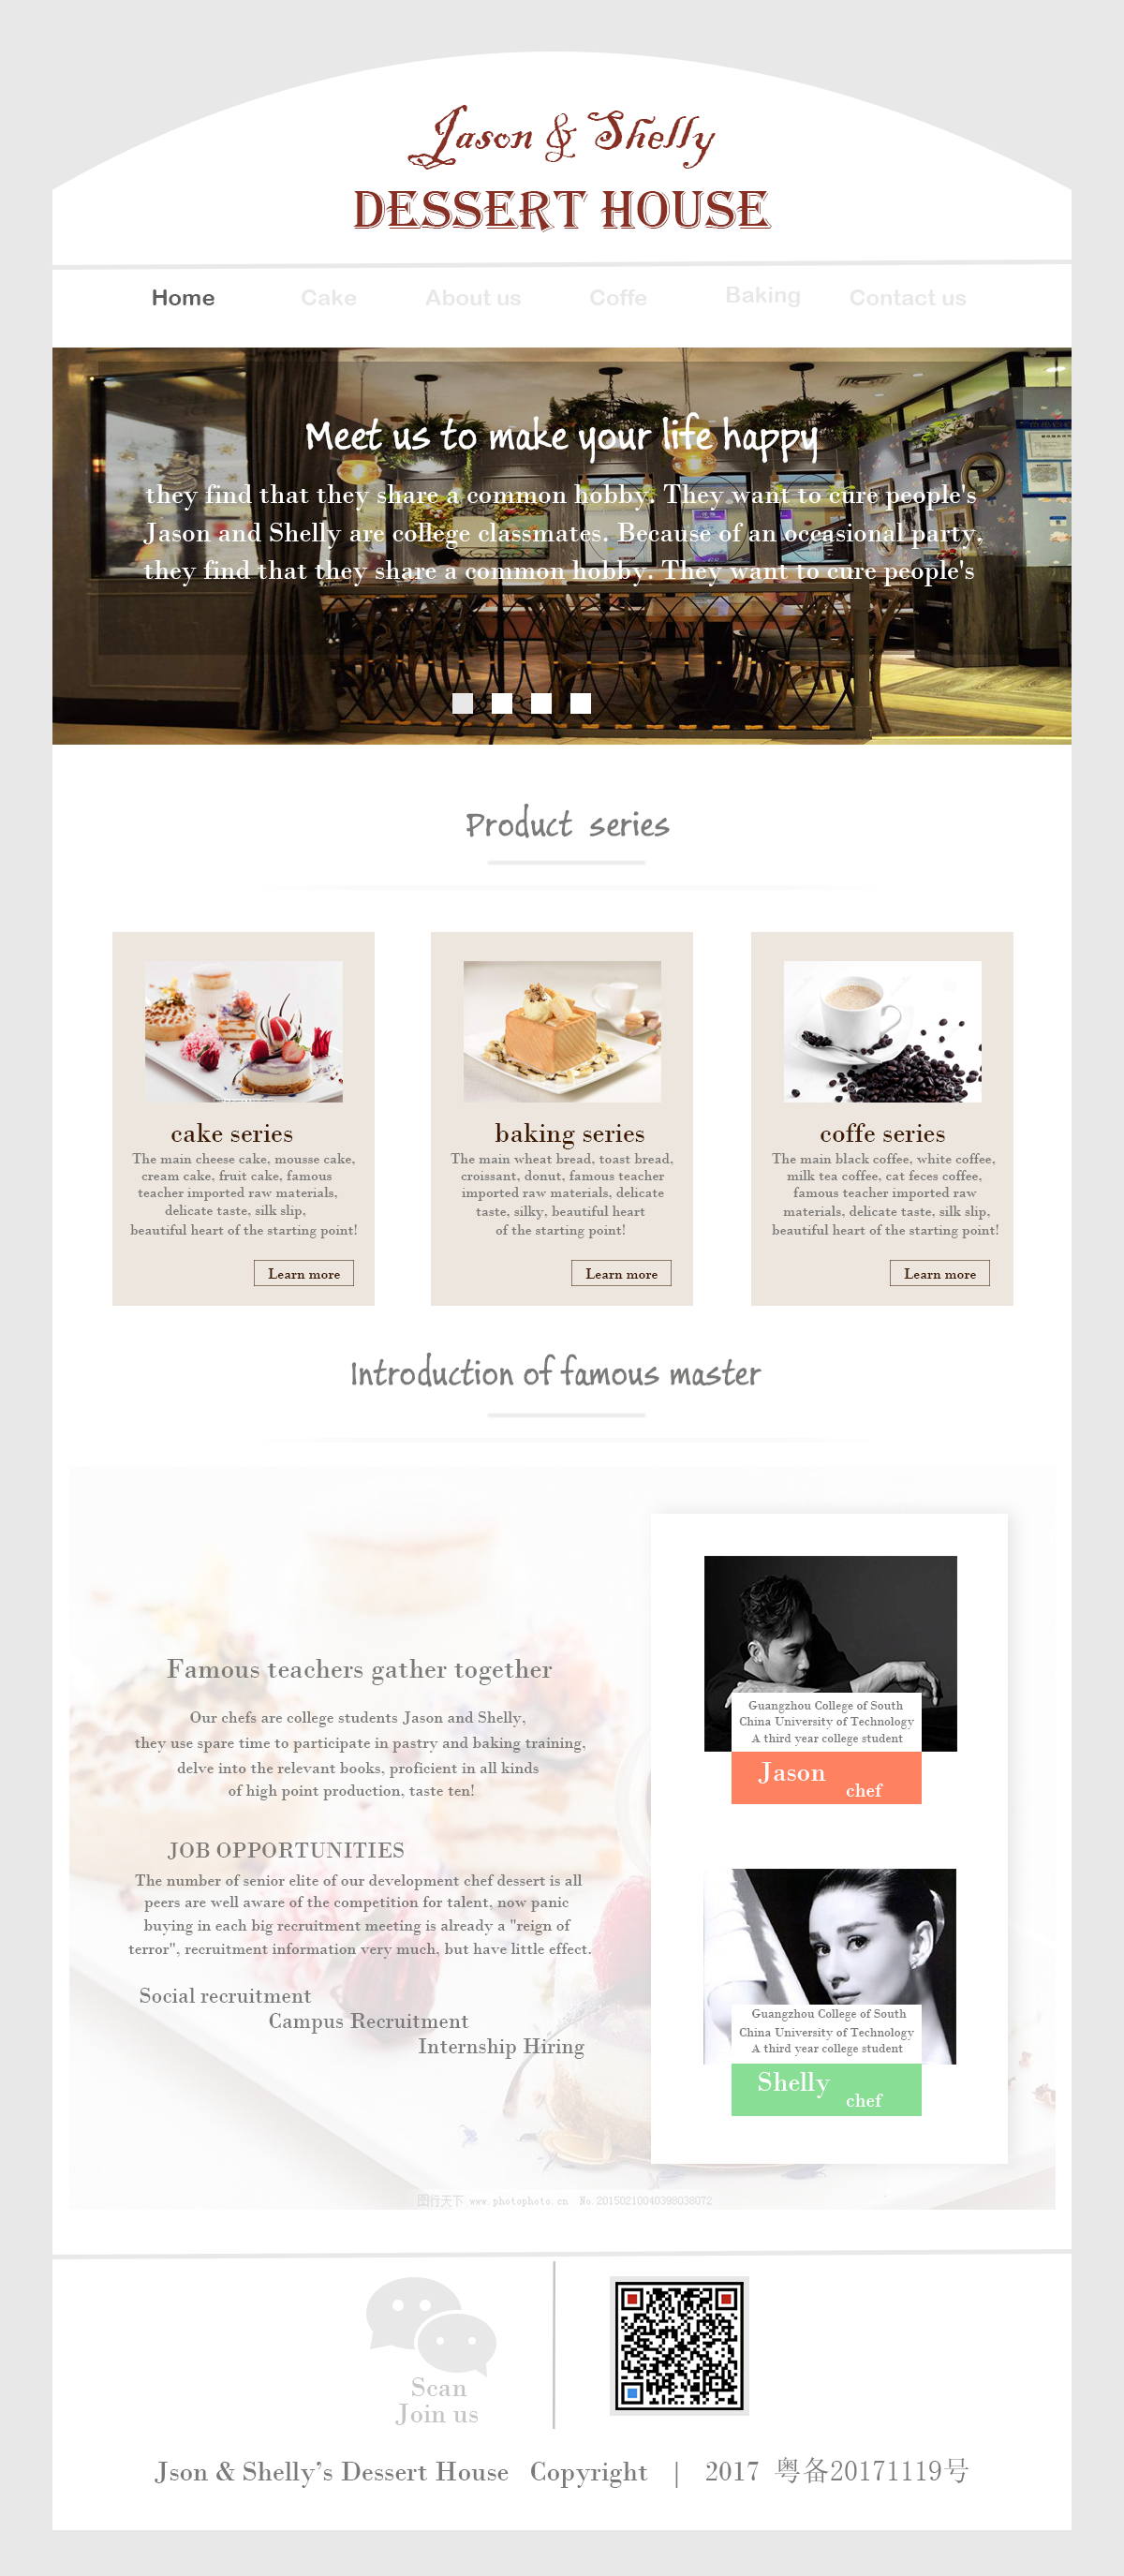 Jason & Shelly
DESSERT HOUSE
Home Cake About us Coffe Baking Contact us
Meet us to make your life happy
they find that they share a common hobby. They want to cure people's
Jason and Shelly are college classmates. Because of an occasional party,
they find that they share a common hobby. They want to cure people's
Product series
cake series
The main cheese cake, mousse cake,
cream cake, fruit cake, famous
teacher imported raw materials,
delicate taste, silk slip,
beautiful heart of the starting point!
Learn more
baking series
The main wheat bread, toast bread,
croissant, donut, famous teacher
imported raw materials, delicate
taste, silky, beautiful heart
of the starting point!
Learn more
coffe series
The main black coffee, white coffee,
milk tea coffee, cat feces coffee,
famous teacher imported raw
materials, delicate taste, silk slip,
beautiful heart of the starting point!
Learn more
Introduction of famous master
Famous teachers gather together
Our chefs are college students Jason and Shelly,
they use spare time to participate in pastry and baking training,
delve into the relevant books, proficient in all kinds
of high point production, taste ten!
JOB OPPORTUNITIES
The number of senior elite of our development chef dessert is all
peers are well aware of the competition for talent, now panic
buying in each big recruitment meeting is already a "reign of
terror", recruitment information very much, but have little effect.
Social recruitment
Campus Recruitment
Internship Hiring
Guangzhou College of South
China University of Technology
A third year college student
Jason
chef
Guangzhou College of South
China University of Technology
A third year college student
Shelly
chef
图行天下 www.photophoto.cn No.20150210040398038072
Scan
Join us
Json & Shelly's Dessert House Copyright | 2017 粤备20171119号